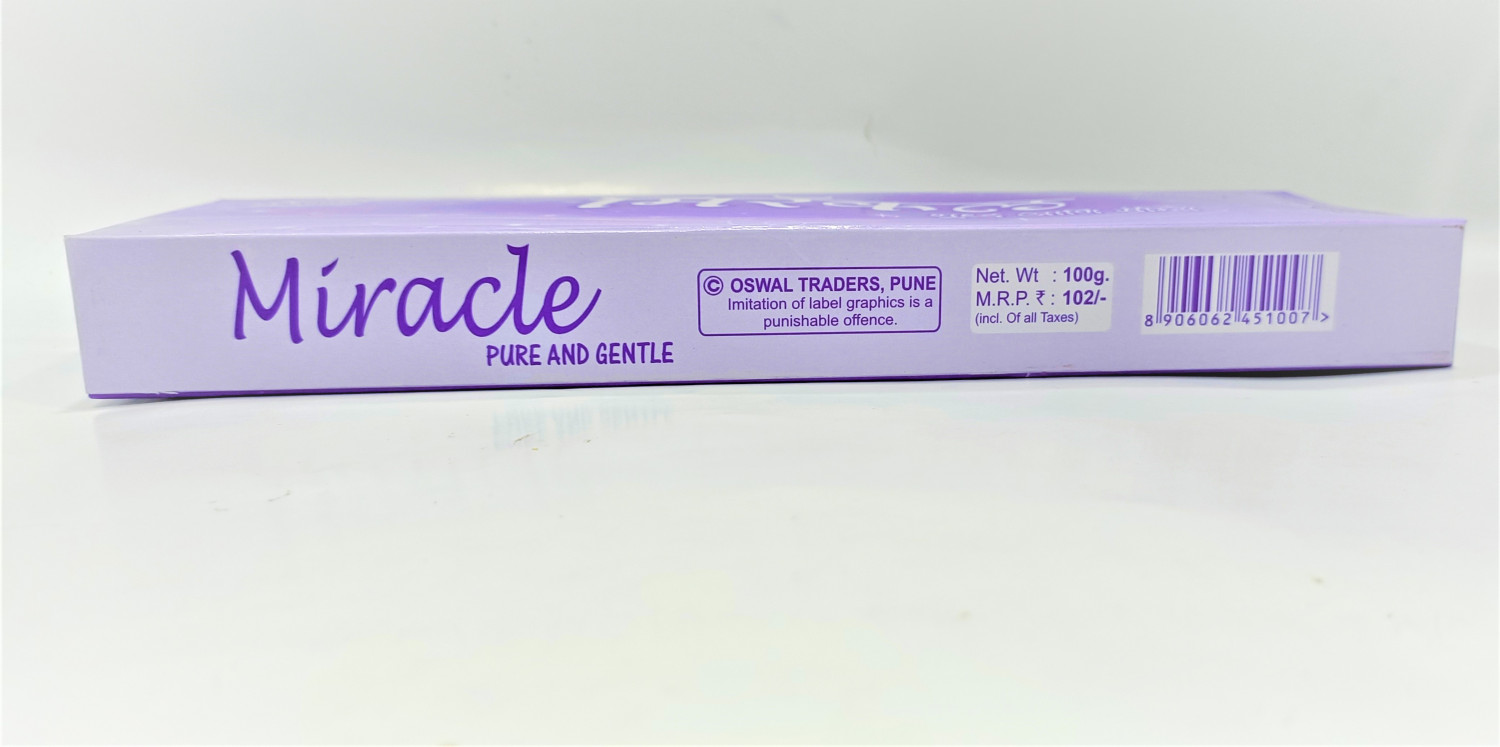 Miracle
PURE AND GENTLE
© OSWAL TRADERS, PUNE
Imitation of label graphics is a
punishable offence.
Net. Wt : 100g.
M.R.P. ₹ : 102/-
(incl. Of all Taxes)
8 906062 451007 >